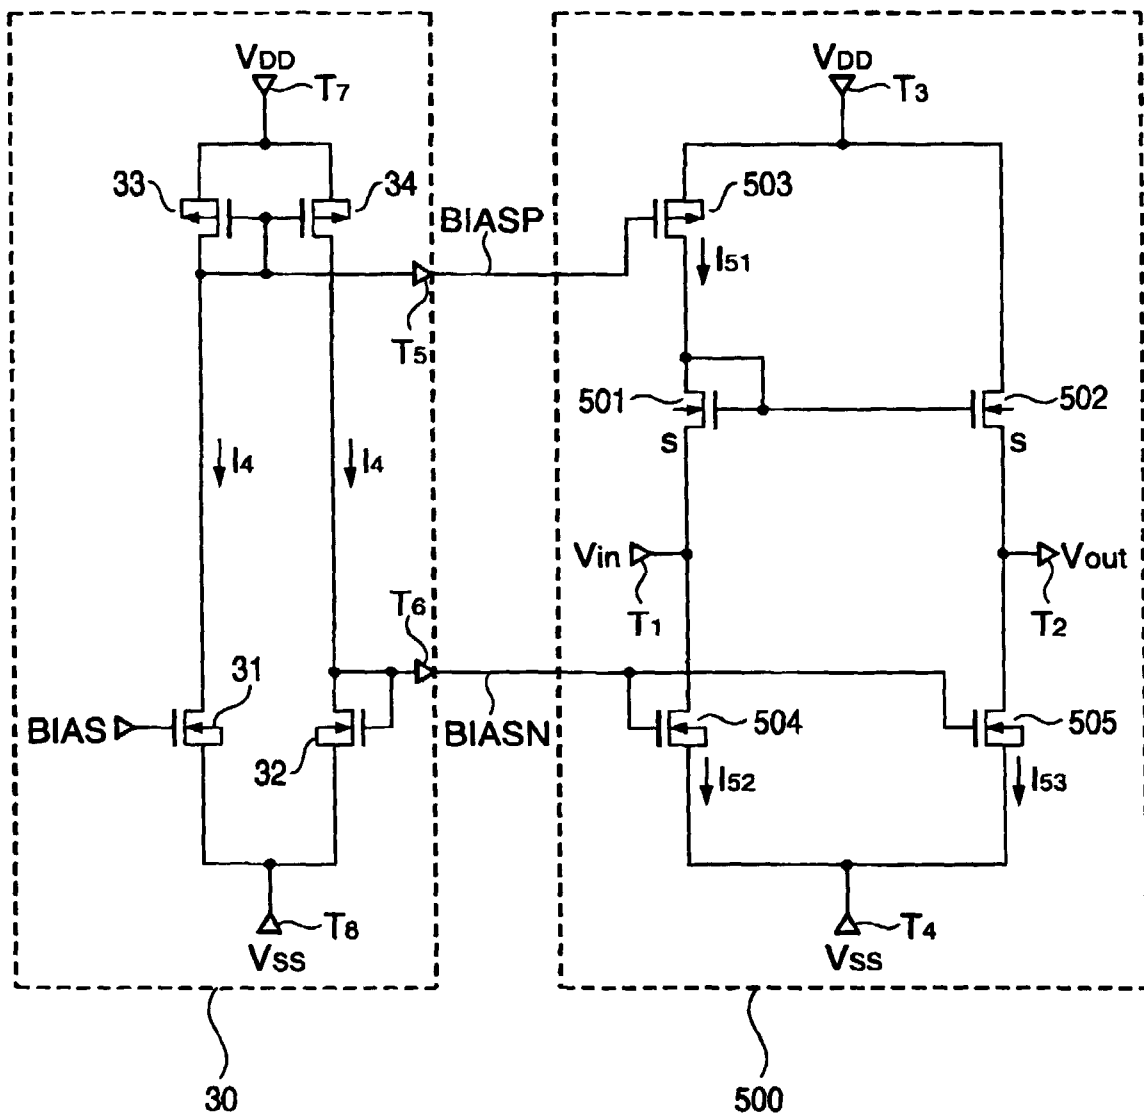 VDD
T7
VDD
T3
33
34
503
BIASP
I51
T5
501
502
S
S
I4
I4
Vin
Vout
T1
T2
T6
31
BIAS
32
BIASN
504
505
I52
I53
T8
VSS
T4
VSS
30
500